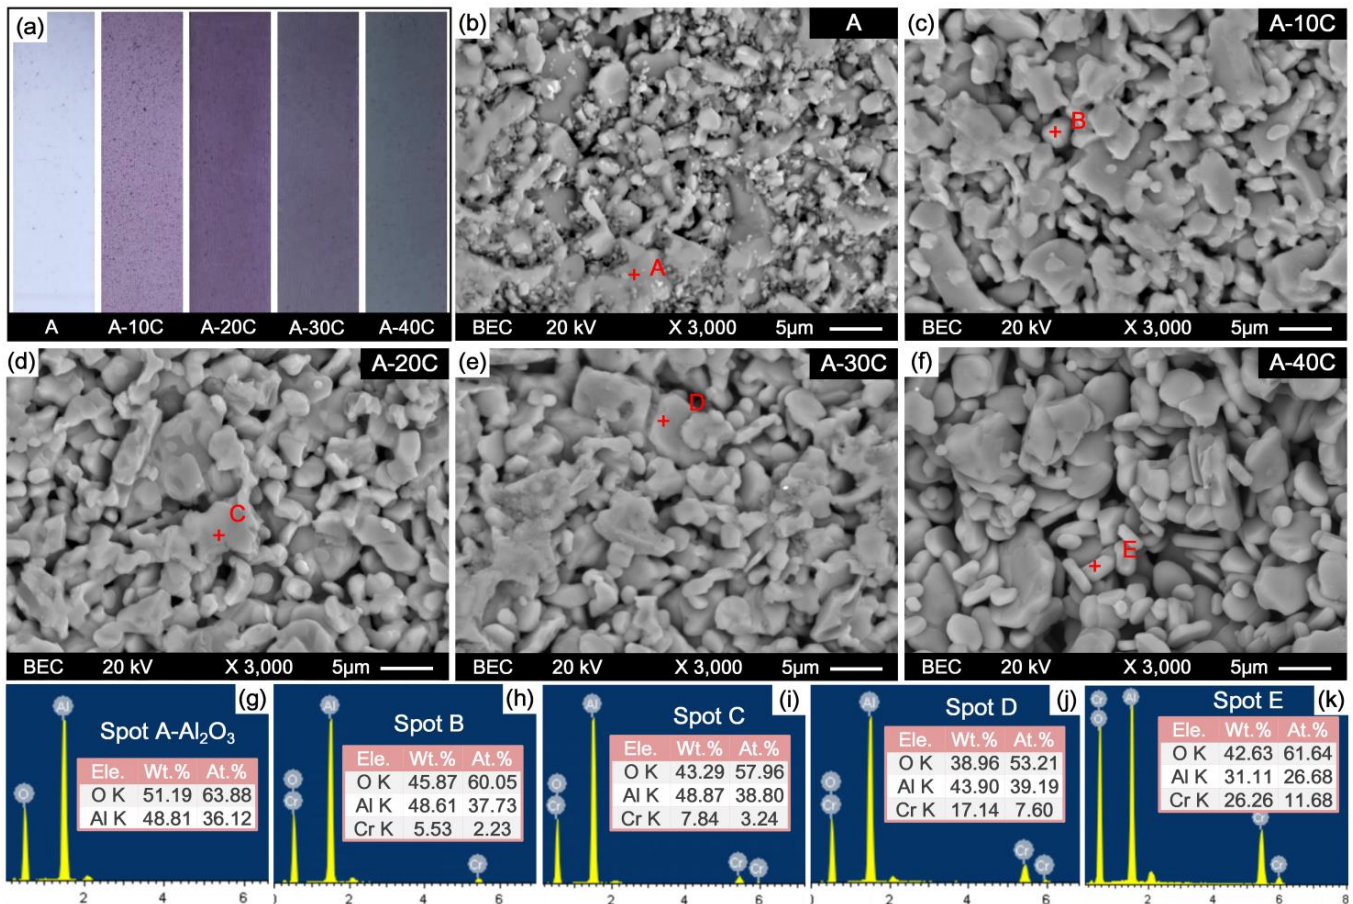 (a)
A A-10C A-20C A-30C A-40C
(b)
A
A
BEC 20 kV X 3,000 5μm
(c)
A-10C
B
BEC 20 kV X 3,000 5μm
(d)
A-20C
C
BEC 20 kV X 3,000 5μm
(e)
A-30C
D
BEC 20 kV X 3,000 5μm
(f)
A-40C
E
BEC 20 kV X 3,000 5μm
(g)
Al
Spot A-Al₂O₃
Ele. Wt.% At.%
O K 51.19 63.88
Al K 48.81 36.12
O
2 4 6
(h)
Al
Spot B
Ele. Wt.% At.%
O K 45.87 60.05
Al K 48.61 37.73
Cr K 5.53 2.23
O
Cr
Cr
2 4 6
(i)
Al
Spot C
Ele. Wt.% At.%
O K 43.29 57.96
Al K 48.87 38.80
Cr K 7.84 3.24
O
Cr
Cr
Cr
2 4 6
(j)
Al
Spot D
Ele. Wt.% At.%
O K 38.96 53.21
Al K 43.90 39.19
Cr K 17.14 7.60
O
Cr
Cr
Cr
2 4 6
(k)
Cr
Al
O
Spot E
Ele. Wt.% At.%
O K 42.63 61.64
Al K 31.11 26.68
Cr K 26.26 11.68
Cr
Cr
2 4 6 8